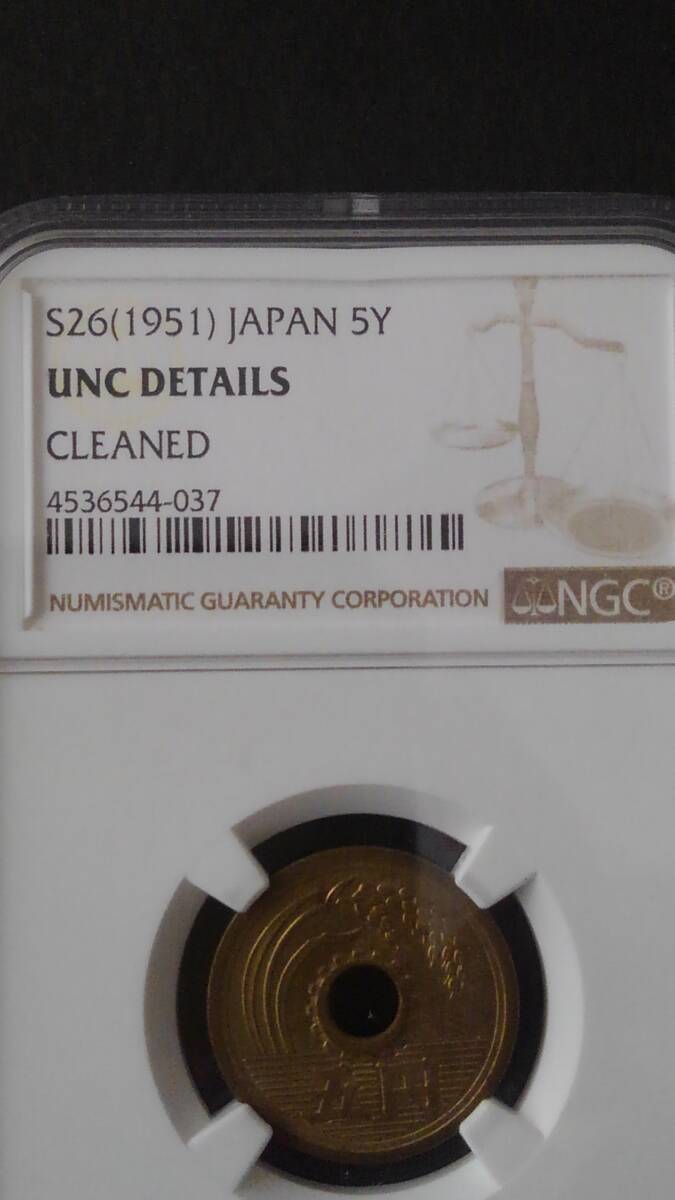 S26(1951) JAPAN 5Y
UNC DETAILS
CLEANED
4536544-037
NUMISMATIC GUARANTY CORPORATION NGC®
五円